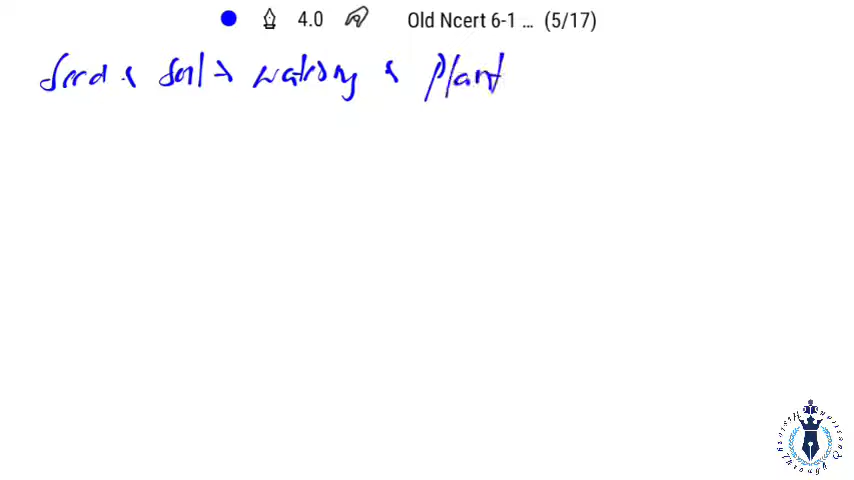 4.0 Old Ncert 6-1 ... (5/17)
Seed < Soil > watering < Plant